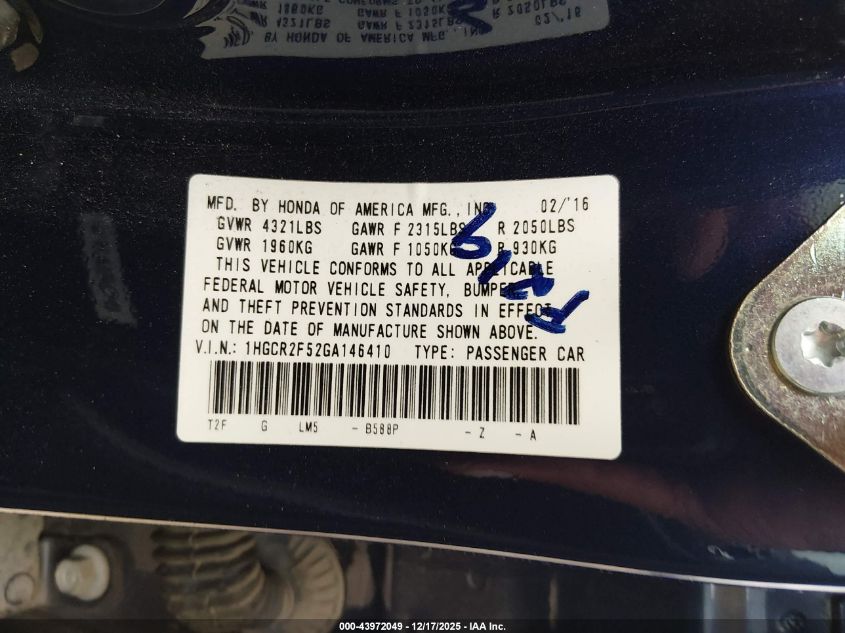 MFD. BY HONDA OF AMERICA MFG., INC 02/'16
GVWR 4321LBS GAWR F 2315LBS R 2050LBS
GVWR 1960KG GAWR F 1050KG R 930KG
THIS VEHICLE CONFORMS TO ALL APPLICABLE
FEDERAL MOTOR VEHICLE SAFETY, BUMPER,
AND THEFT PREVENTION STANDARDS IN EFFECT
ON THE DATE OF MANUFACTURE SHOWN ABOVE.
V.I.N.: 1HGCR2F52GA146410 TYPE: PASSENGER CAR
T2F G LM5 - B588P - Z - A
000-43972049 - 12/17/2025 - IAA Inc.